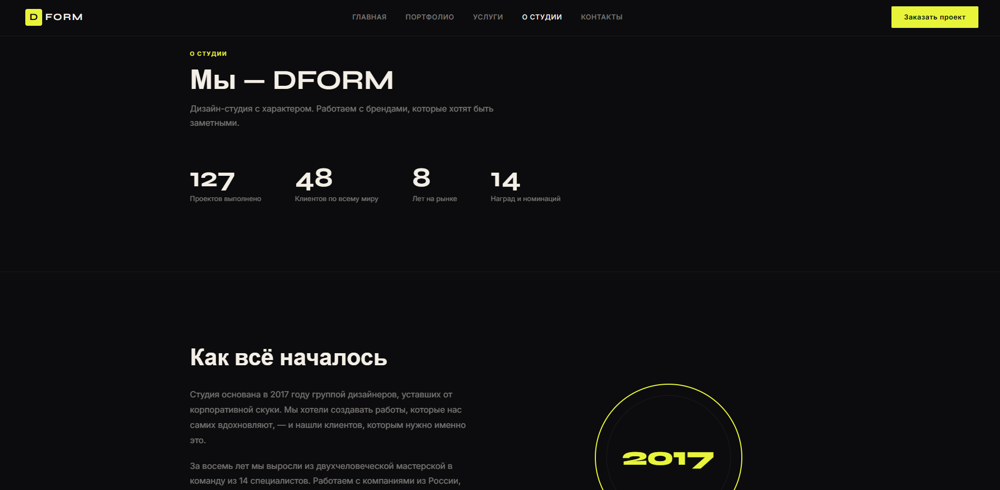 D FORM
ГЛАВНАЯ ПОРТФОЛИО УСЛУГИ О СТУДИИ КОНТАКТЫ
Заказать проект
О СТУДИИ
Мы — DFORM
Дизайн-студия с характером. Работаем с брендами, которые хотят быть
заметными.
127
Проектов выполнено
48
Клиентов по всему миру
8
Лет на рынке
14
Наград и номинаций
Как всё началось
Студия основана в 2017 году группой дизайнеров, уставших от
корпоративной скуки. Мы хотели создавать работы, которые нас
самих вдохновляют, — и нашли клиентов, которым нужно именно
это.
За восемь лет мы выросли из двухчеловеческой мастерской в
команду из 14 специалистов. Работаем с компаниями из России,
2017